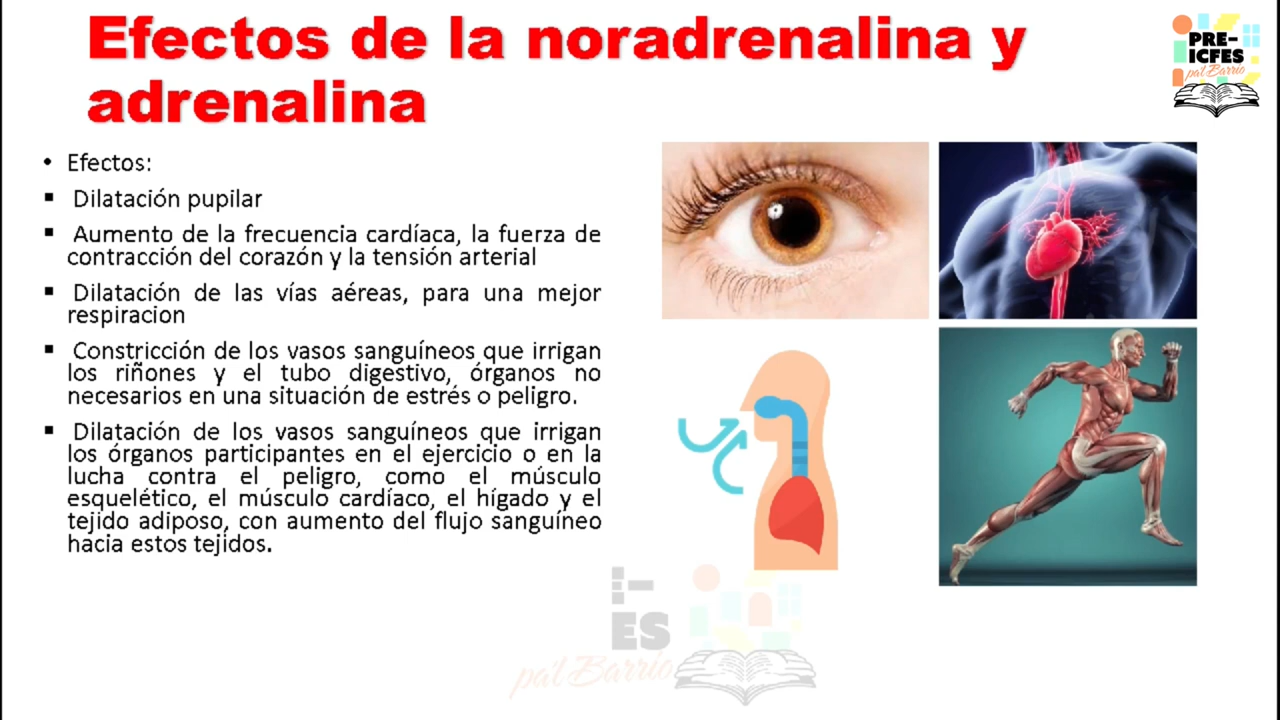 Efectos de la noradrenalina y
adrenalina
PRE-
ICFES
pa'l Barrio
• Efectos:
▪ Dilatación pupilar
▪ Aumento de la frecuencia cardíaca, la fuerza de
contracción del corazón y la tensión arterial
▪ Dilatación de las vías aéreas, para una mejor
respiracion
▪ Constricción de los vasos sanguíneos que irrigan
los riñones y el tubo digestivo, órganos no
necesarios en una situación de estrés o peligro.
▪ Dilatación de los vasos sanguíneos que irrigan
los órganos participantes en el ejercicio o en la
lucha contra el peligro, como el músculo
esquelético, el músculo cardíaco, el hígado y el
tejido adiposo, con aumento del flujo sanguíneo
hacia estos tejidos.
ES
pa'l Barrio